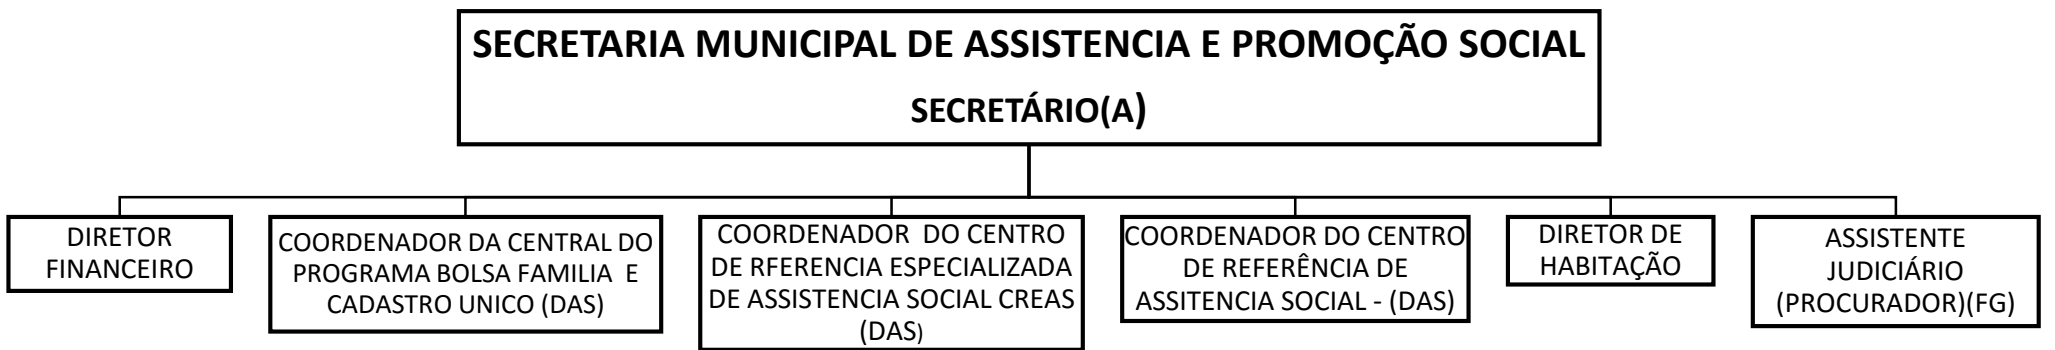 SECRETARIA MUNICIPAL DE ASSISTENCIA E PROMOÇÃO SOCIAL
SECRETÁRIO(A)
DIRETOR
FINANCEIRO
COORDENADOR DA CENTRAL DO
PROGRAMA BOLSA FAMILIA E
CADASTRO UNICO (DAS)
COORDENADOR DO CENTRO
DE RFERENCIA ESPECIALIZADA
DE ASSISTENCIA SOCIAL CREAS
(DAS)
COORDENADOR DO CENTRO
DE REFERÊNCIA DE
ASSITENCIA SOCIAL - (DAS)
DIRETOR DE
HABITAÇÃO
ASSISTENTE
JUDICIÁRIO
(PROCURADOR)(FG)